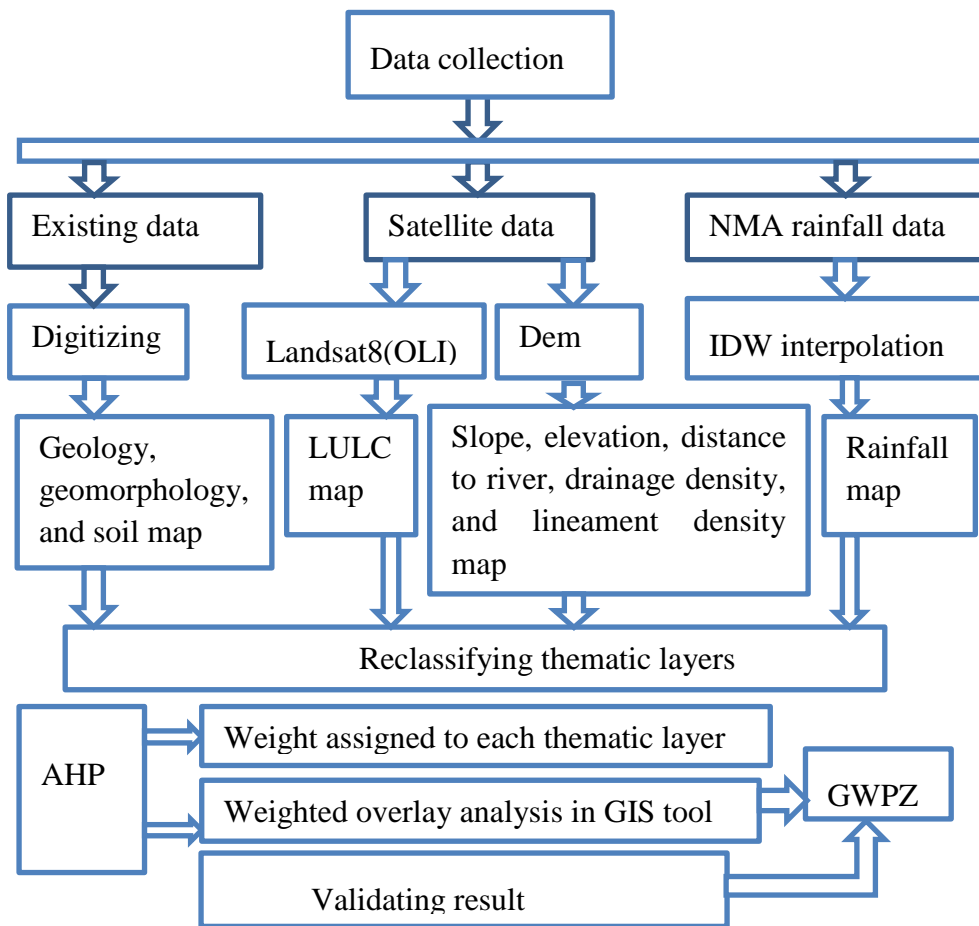 Data collection
Existing data
Satellite data
NMA rainfall data
Digitizing
Landsat8(OLI)
Dem
IDW interpolation
Geology,
geomorphology,
and soil map
LULC
map
Slope, elevation, distance
to river, drainage density,
and lineament density
map
Rainfall
map
Reclassifying thematic layers
AHP
Weight assigned to each thematic layer
Weighted overlay analysis in GIS tool
GWPZ
Validating result